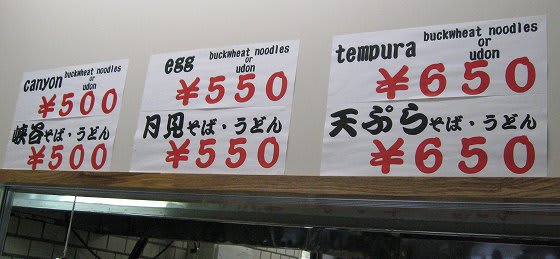 canyon buckwheat noodles
or
udon
¥500
峡谷そば・うどん
¥500
egg buckwheat noodles
or
udon
¥550
月見そば・うどん
¥550
tempura buckwheat noodles
or
udon
¥650
天ぷらそば・うどん
¥650